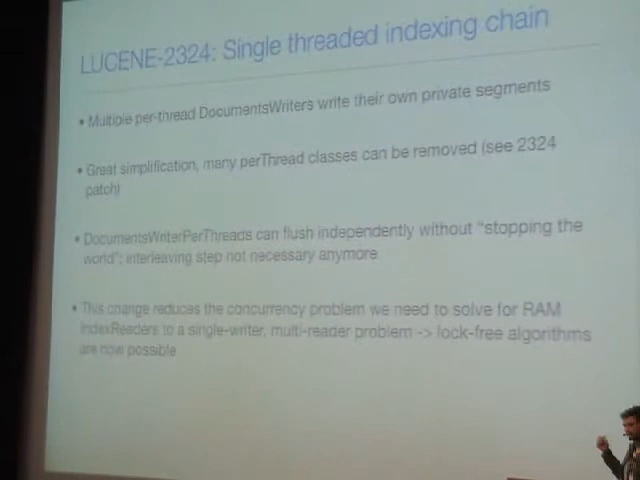 LUCENE-2324: Single threaded indexing chain
• Multiple per-thread DocumentsWriters write their own private segments
• Great simplification, many perThread classes can be removed (see 2324
patch)
• DocumentsWriterPerThreads can flush independently without "stopping the
world"; interleaving step not necessary anymore
• This change reduces the concurrency problem we need to solve for RAM
IndexReaders to a single-writer, multi-reader problem -> lock-free algorithms
are now possible